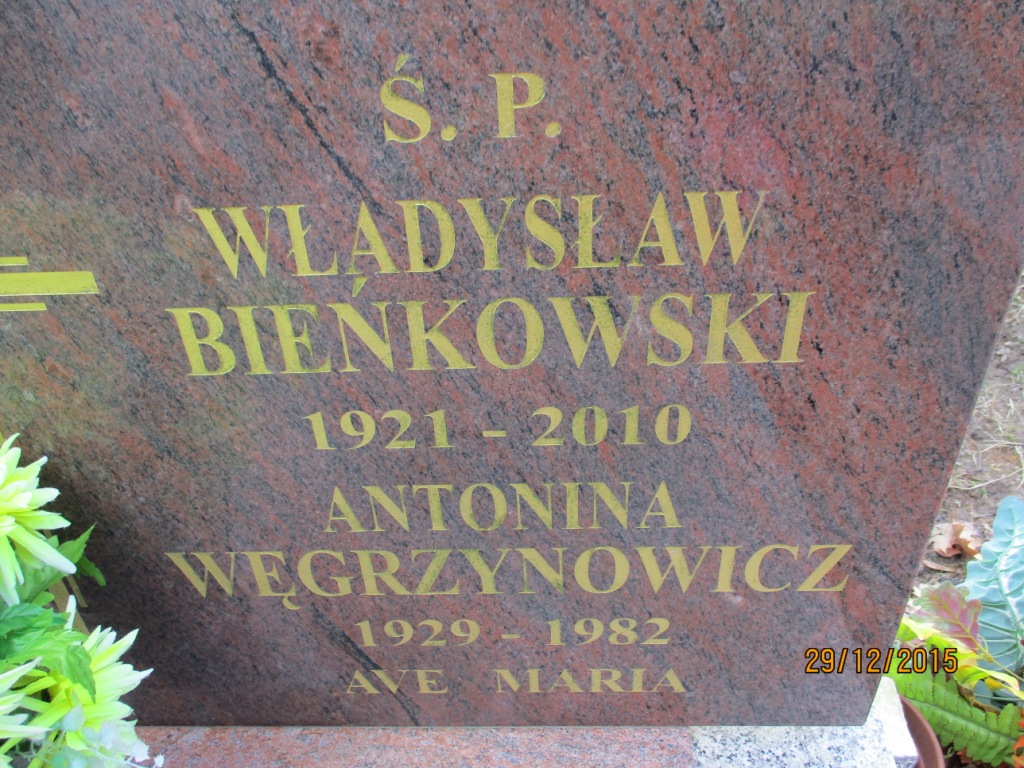 Ś. P.
WŁADYSŁAW
BIEŃKOWSKI
1921 - 2010
ANTONINA
WĘGRZYNOWICZ
1929 - 1982
AVE MARIA
29/12/2015